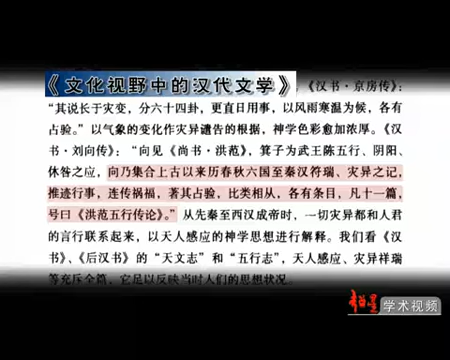 《文化视野中的汉代文学》
《汉书·京房传》：
“其说长于灾变，分六十四卦，更直日用事，以风雨寒温为候，各有
占验。”以气象的变化作灾异谴告的根据，神学色彩愈加浓厚。《汉
书·刘向传》：“向见《尚书·洪范》，箕子为武王陈五行、阴阳、
休咎之应，向乃集合上古以来历春秋六国至秦汉符瑞、灾异之记，
推迹行事，连传祸福，著其占验，比类相从，各有条目，凡十一篇，
号曰《洪范五行传论》。”从先秦至西汉成帝时，一切灾异都和人君
的言行联系起来，以天人感应的神学思想进行解释。我们看《汉
书》、《后汉书》的“天文志”和“五行志”，天人感应、灾异祥瑞
等充斥全篇，它足以反映当时人们的思想状况。
超星
学术视频